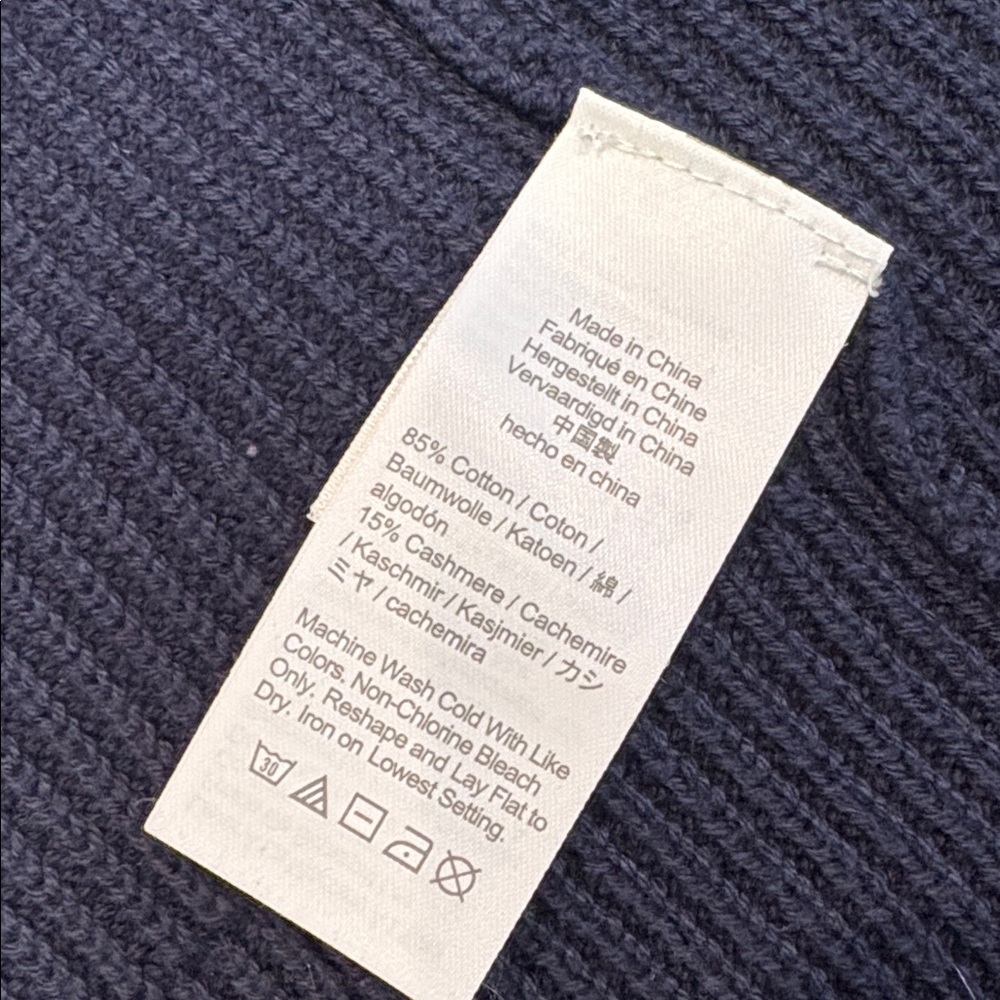 Made in China
Fabriqué en Chine
Hergestellt in China
Vervaardigd in China
中国製
hecho en china
85% Cotton / Coton /
Baumwolle / Katoen / 綿 /
algodón
15% Cashmere / Cachemire
/ Kaschmir / Kasjmier / カシ
ミヤ / cachemira
Machine Wash Cold With Like
Colors. Non-Chlorine Bleach
Only. Reshape and Lay Flat to
Dry. Iron on Lowest Setting.
30